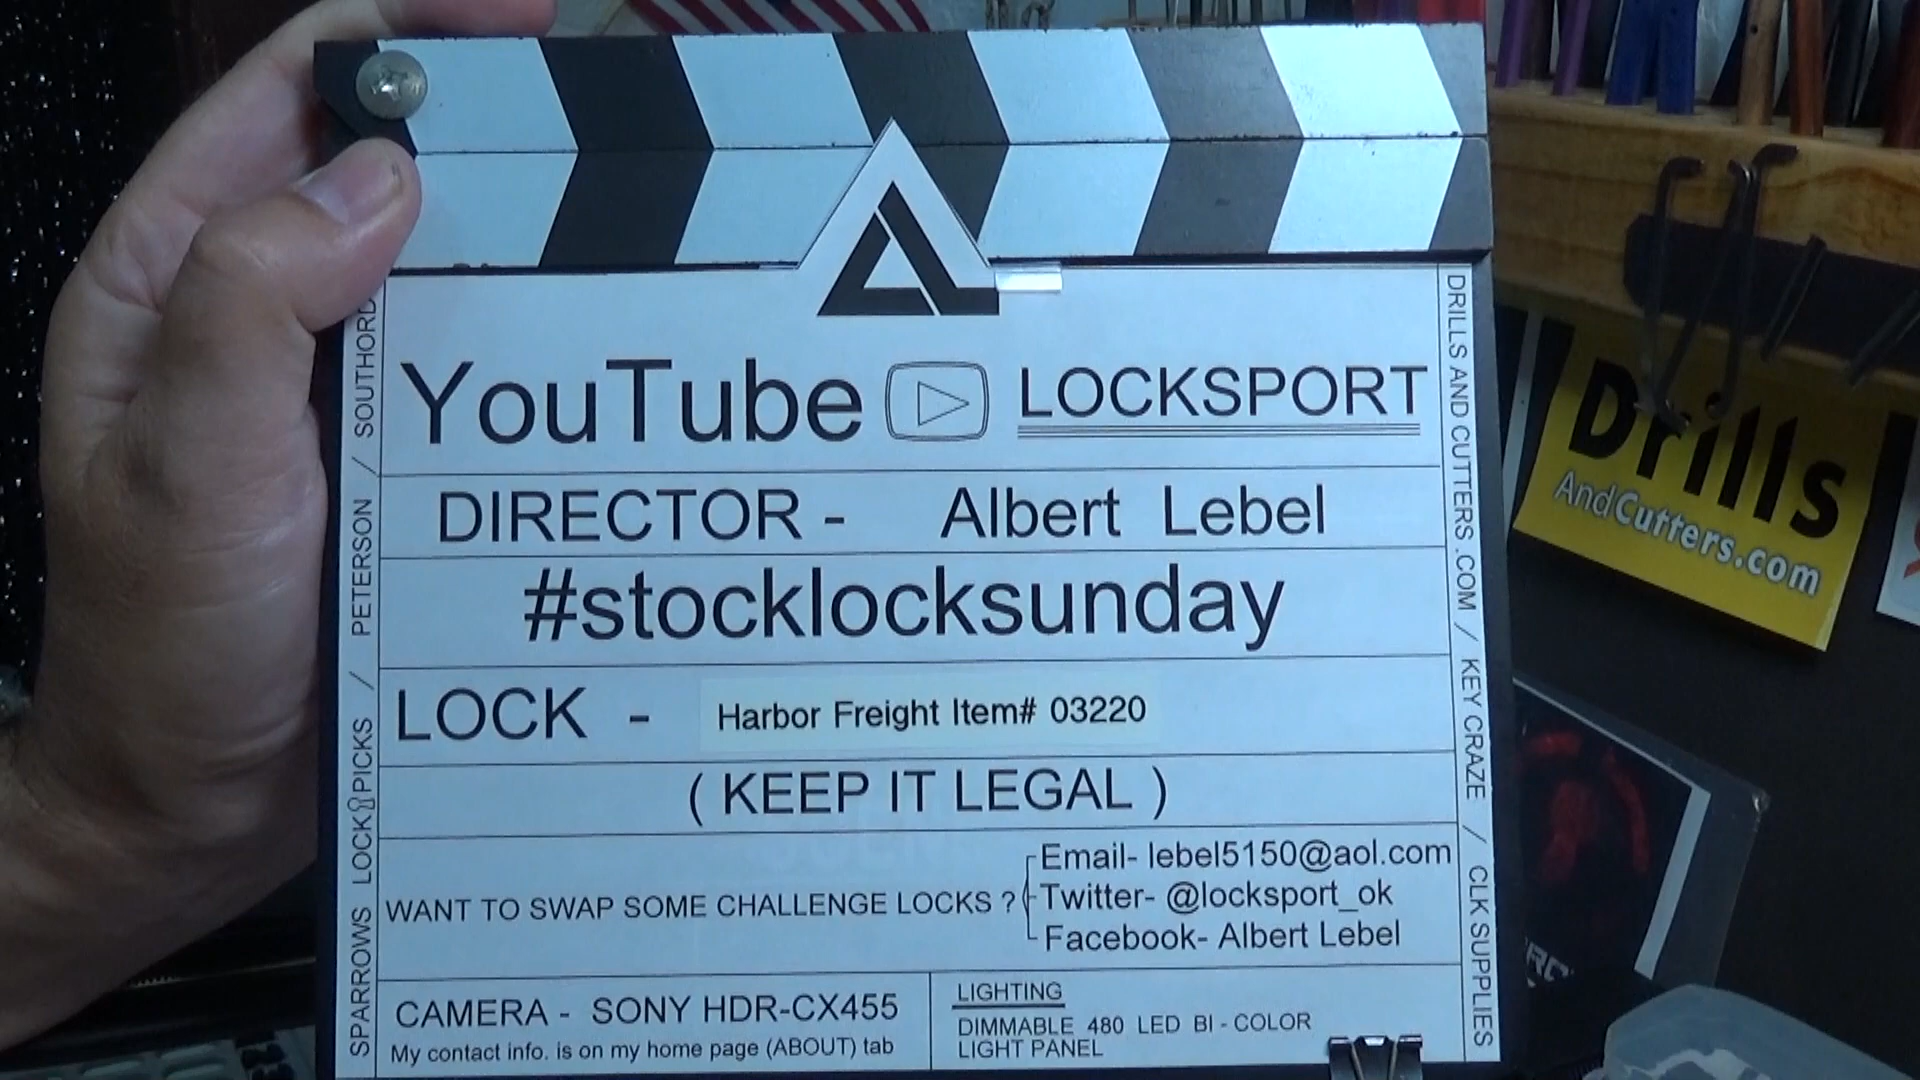 YouTube LOCKSPORT
DIRECTOR - Albert Lebel
#stocklocksunday
LOCK - Harbor Freight Item# 03220
( KEEP IT LEGAL )
WANT TO SWAP SOME CHALLENGE LOCKS ?
Email- lebel5150@aol.com
Twitter- @locksport_ok
Facebook- Albert Lebel
CAMERA - SONY HDR-CX455
My contact info. is on my home page (ABOUT) tab
LIGHTING
DIMMABLE 480 LED BI - COLOR
LIGHT PANEL
SPARROWS LOCK PICKS / PETERSON / SOUTHORD
DRILLS AND CUTTERS.COM / KEY CRAZE / CLK SUPPLIES
Drills
AndCutters.com